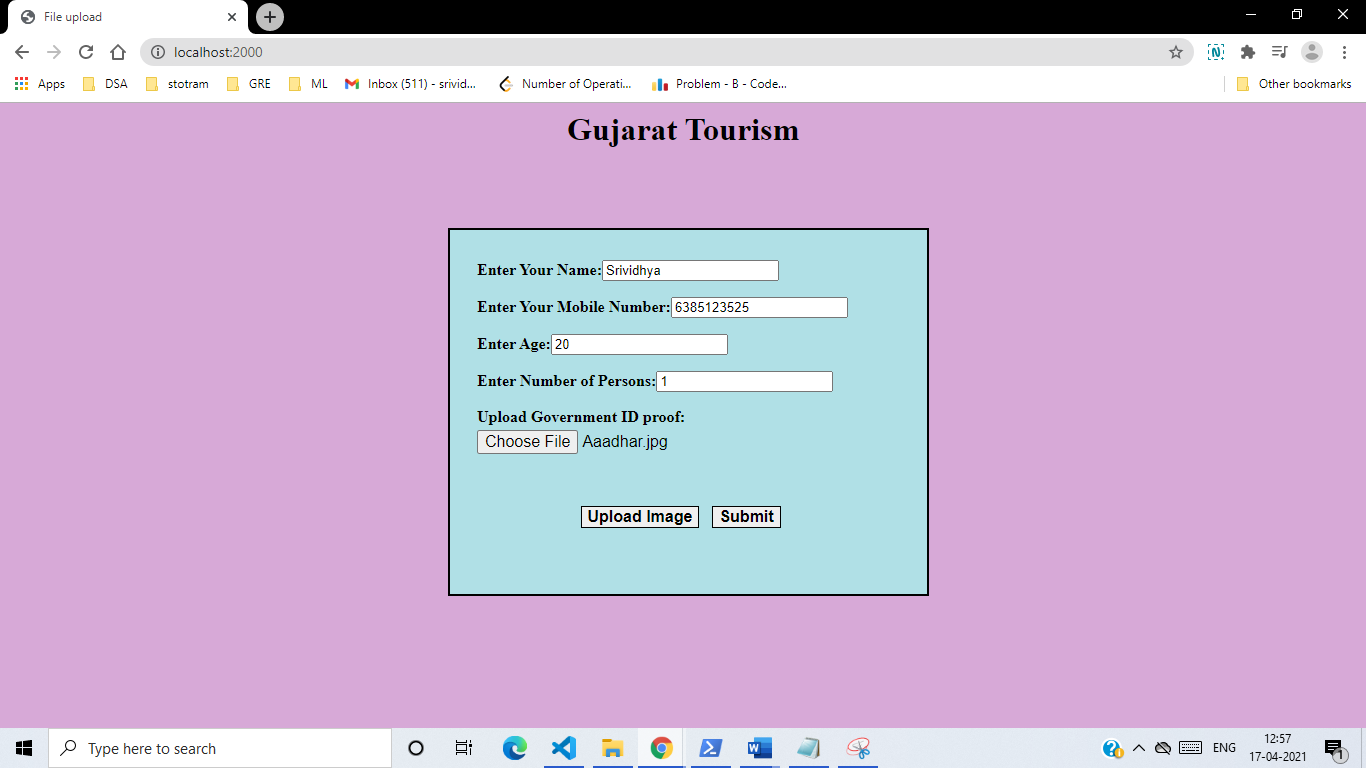 File upload
localhost:2000
Apps DSA stotram GRE ML Inbox (511) - srivid... Number of Operati... Problem - B - Code... Other bookmarks
Gujarat Tourism
Enter Your Name: Srividhya
Enter Your Mobile Number: 6385123525
Enter Age: 20
Enter Number of Persons: 1
Upload Government ID proof:
Choose File Aaadhar.jpg
Upload Image Submit
Type here to search ENG 12:57
17-04-2021 1